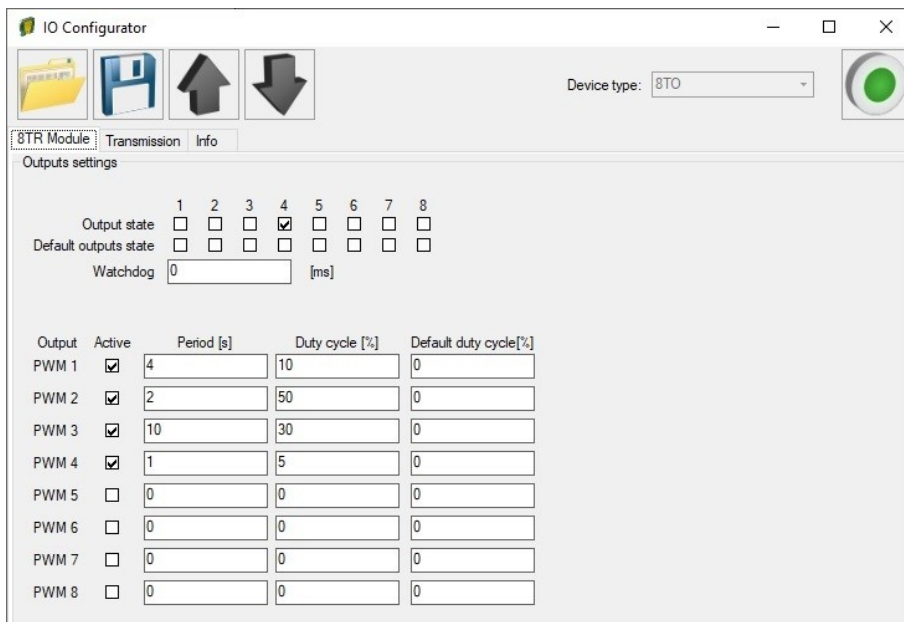 IO Configurator
Device type: 8TO
8TR Module Transmission Info
Outputs settings
1 2 3 4 5 6 7 8
Output state
Default outputs state
Watchdog 0 [ms]
Output Active Period [s] Duty cycle [%] Default duty cycle[%]
PWM 1 4 10 0
PWM 2 2 50 0
PWM 3 10 30 0
PWM 4 1 5 0
PWM 5 0 0 0
PWM 6 0 0 0
PWM 7 0 0 0
PWM 8 0 0 0